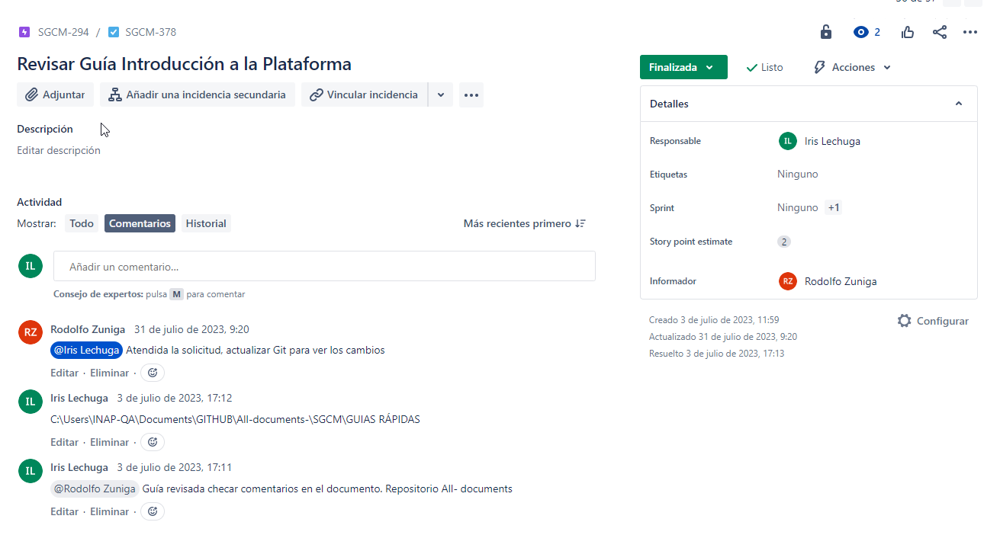 SGCM-294 / SGCM-378
2
Revisar Guía Introducción a la Plataforma
Finalizada
Listo
Acciones
Adjuntar
Añadir una incidencia secundaria
Vincular incidencia
Detalles
Descripción
Editar descripción
Responsable
IL
Iris Lechuga
Etiquetas
Ninguno
Sprint
Ninguno +1
Story point estimate
2
Informador
RZ
Rodolfo Zuniga
Creado 3 de julio de 2023, 11:59
Actualizado 31 de julio de 2023, 9:20
Resuelto 3 de julio de 2023, 17:13
Configurar
Actividad
Mostrar: Todo Comentarios Historial
Más recientes primero
IL
Añadir un comentario...
Consejo de expertos: pulsa M para comentar
RZ
Rodolfo Zuniga 31 de julio de 2023, 9:20
@Iris Lechuga Atendida la solicitud, actualizar Git para ver los cambios
Editar · Eliminar ·
IL
Iris Lechuga 3 de julio de 2023, 17:12
C:\Users\INAP-QA\Documents\GITHUB\All-documents-\SGCM\GUIAS RÁPIDAS
Editar · Eliminar ·
IL
Iris Lechuga 3 de julio de 2023, 17:11
@Rodolfo Zuniga Guía revisada checar comentarios en el documento. Repositorio All- documents
Editar · Eliminar ·